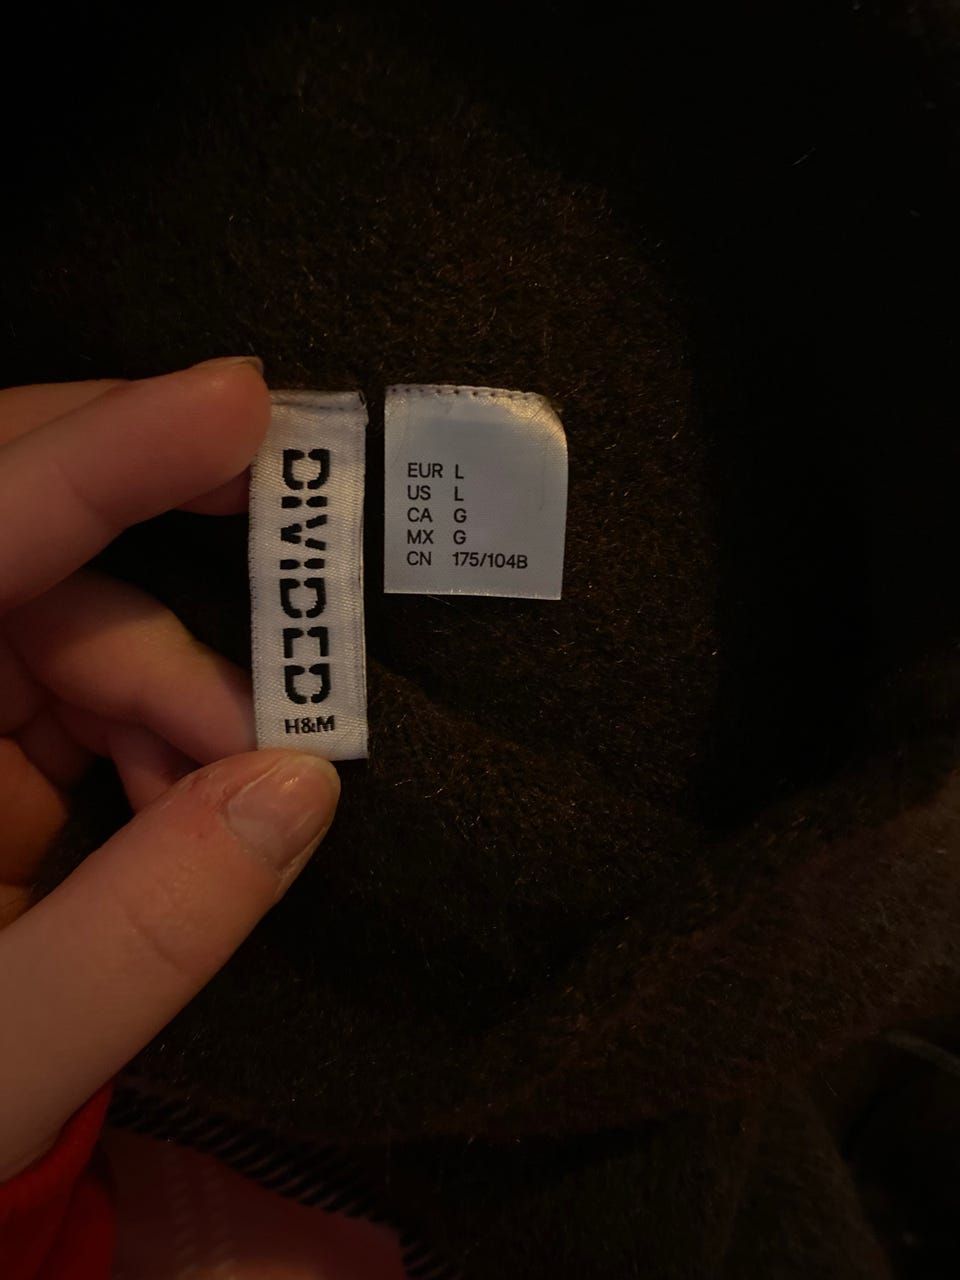 DIVIDED
H&M
EUR L
US L
CA G
MX G
CN 175/104B